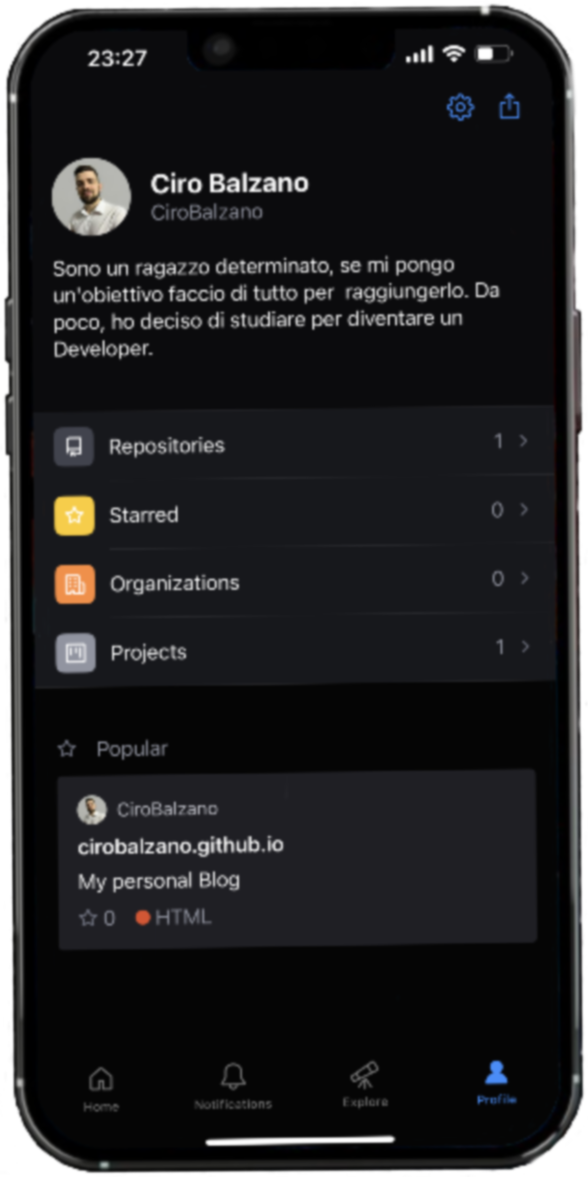 23:27
Ciro Balzano
CiroBalzano
Sono un ragazzo determinato, se mi pongo
un'obiettivo faccio di tutto per  raggiungerlo. Da
poco, ho deciso di studiare per diventare un
Developer.
Repositories 1
Starred 0
Organizations 0
Projects 1
Popular
CiroBalzano
cirobalzano.github.io
My personal Blog
0 HTML
Home Notifications Explore Profile